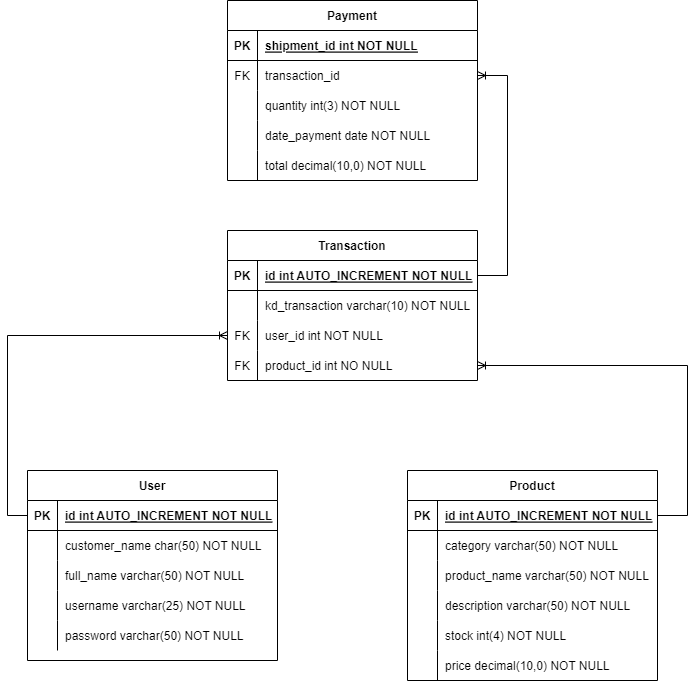 Payment
PK shipment_id int NOT NULL
FK transaction_id
quantity int(3) NOT NULL
date_payment date NOT NULL
total decimal(10,0) NOT NULL
Transaction
PK id int AUTO_INCREMENT NOT NULL
kd_transaction varchar(10) NOT NULL
FK user_id int NOT NULL
FK product_id int NO NULL
User
PK id int AUTO_INCREMENT NOT NULL
customer_name char(50) NOT NULL
full_name varchar(50) NOT NULL
username varchar(25) NOT NULL
password varchar(50) NOT NULL
Product
PK id int AUTO_INCREMENT NOT NULL
category varchar(50) NOT NULL
product_name varchar(50) NOT NULL
description varchar(50) NOT NULL
stock int(4) NOT NULL
price decimal(10,0) NOT NULL